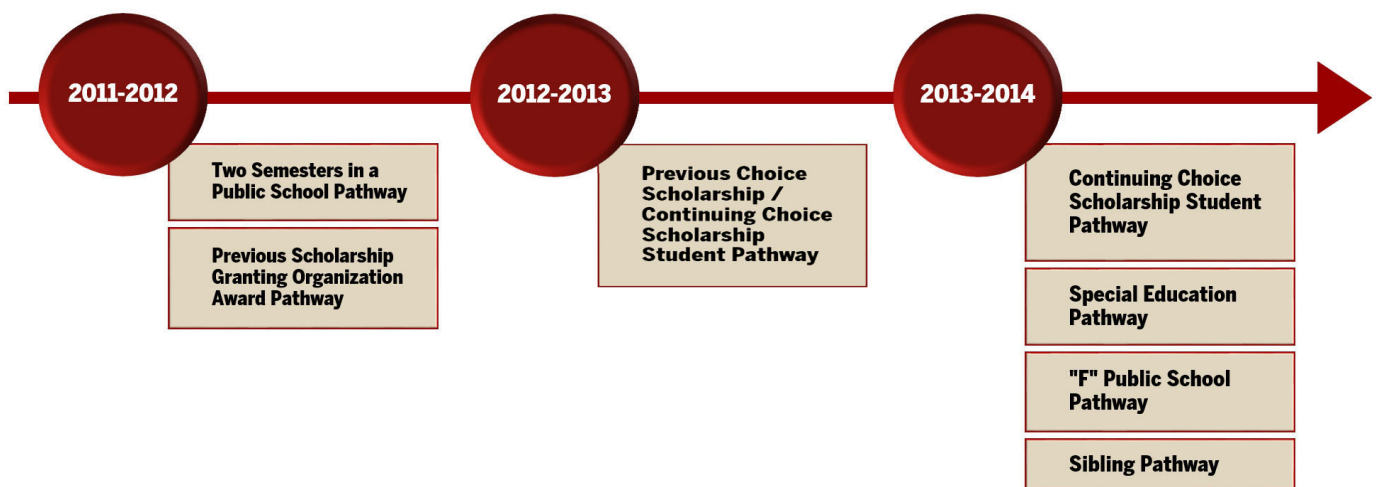 2011-2012
Two Semesters in a
Public School Pathway
Previous Scholarship
Granting Organization
Award Pathway
2012-2013
Previous Choice
Scholarship /
Continuing Choice
Scholarship
Student Pathway
2013-2014
Continuing Choice
Scholarship Student
Pathway
Special Education
Pathway
"F" Public School
Pathway
Sibling Pathway